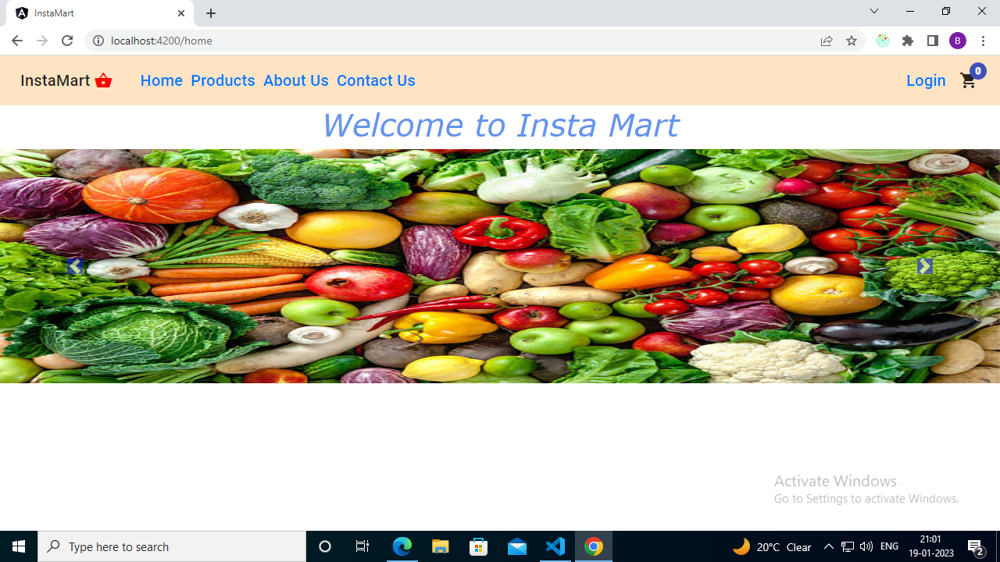 InstaMart
localhost:4200/home
B
InstaMart Home Products About Us Contact Us Login 0
Welcome to Insta Mart
Activate Windows
Go to Settings to activate Windows.
Type here to search
20°C Clear
ENG
21:01
19-01-2023
2